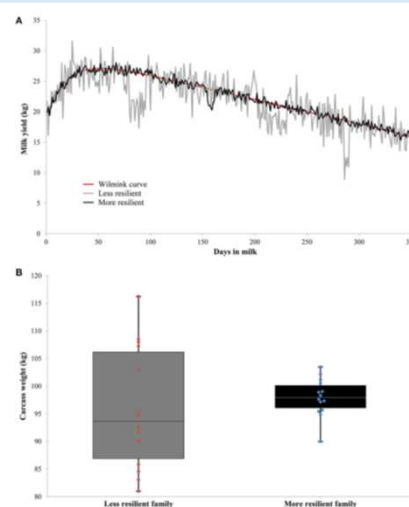 A
35
30
25
20
15
10
5
0
Milk yield (kg)
Wilmink curve
Less resilient
More resilient
0 50 100 150 200 250 300
Days in milk
B
120
115
110
105
100
95
90
85
80
Carcass weight (kg)
Less resilient family More resilient family